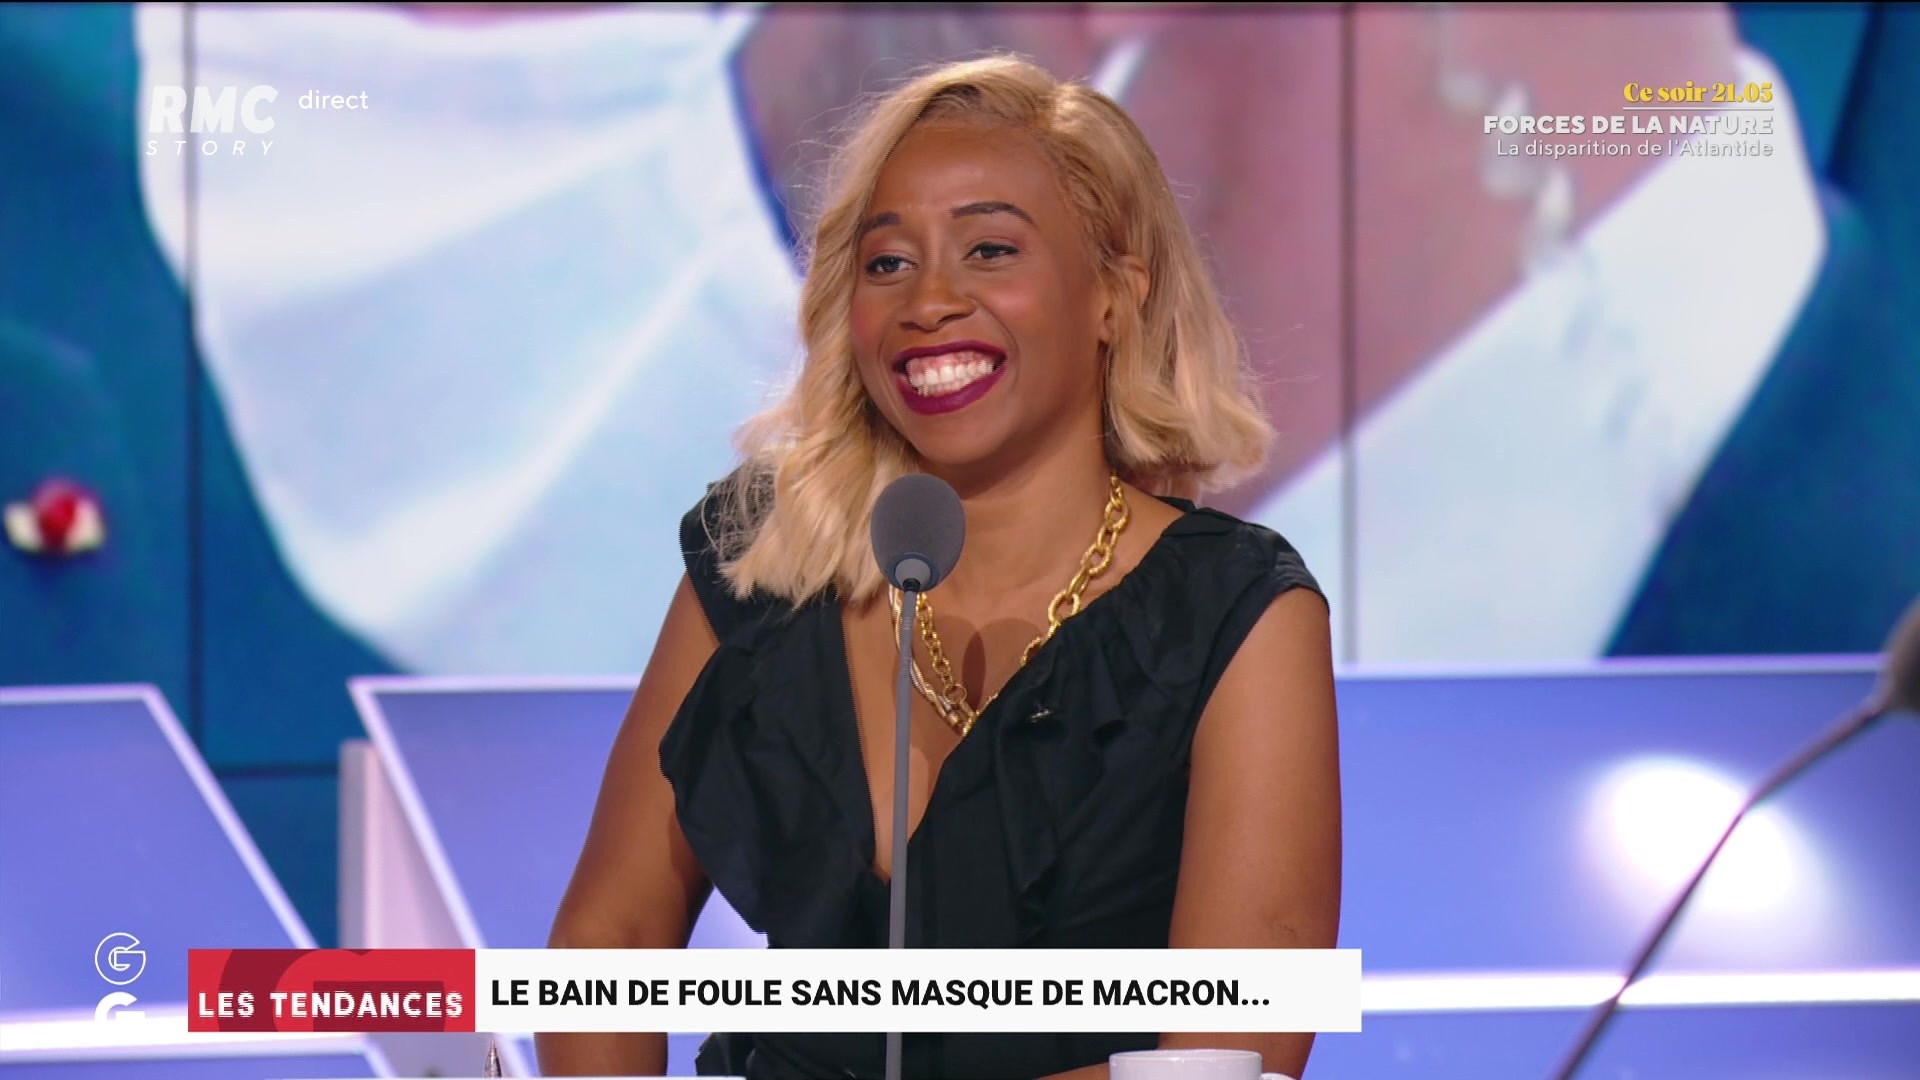 RMC direct
STORY
Ce soir 21.05
FORCES DE LA NATURE
La disparition de l'Atlantide
LES TENDANCES
LE BAIN DE FOULE SANS MASQUE DE MACRON...